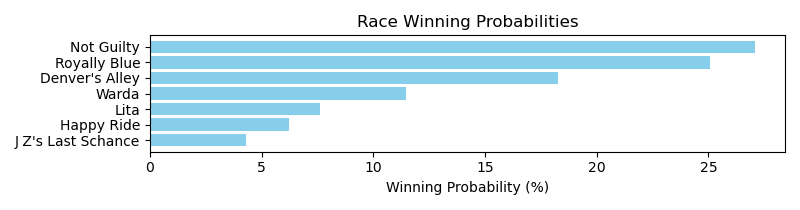 Race Winning Probabilities
Not Guilty
Royally Blue
Denver's Alley
Warda
Lita
Happy Ride
J Z's Last Schance
0 5 10 15 20 25
Winning Probability (%)